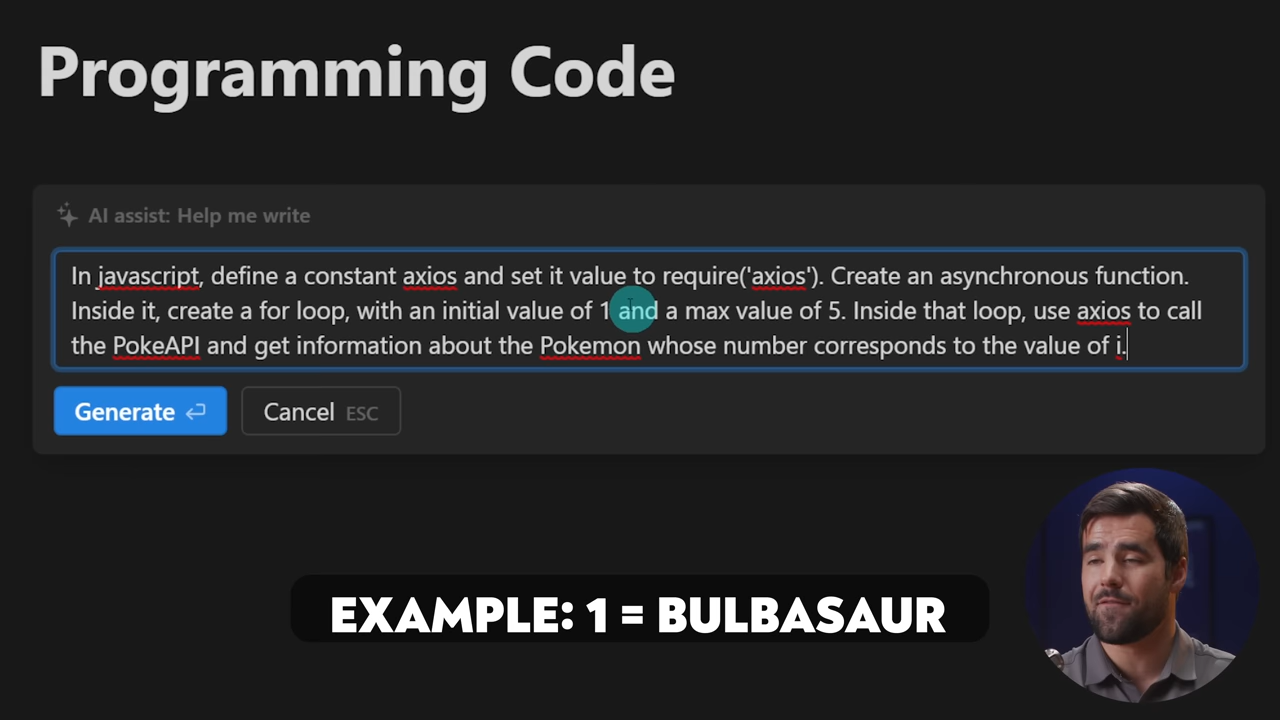 Programming Code
AI assist: Help me write
In javascript, define a constant axios and set it value to require('axios'). Create an asynchronous function.
Inside it, create a for loop, with an initial value of 1 and a max value of 5. Inside that loop, use axios to call
the PokeAPI and get information about the Pokemon whose number corresponds to the value of i.
Generate Cancel ESC
EXAMPLE: 1 = BULBASAUR